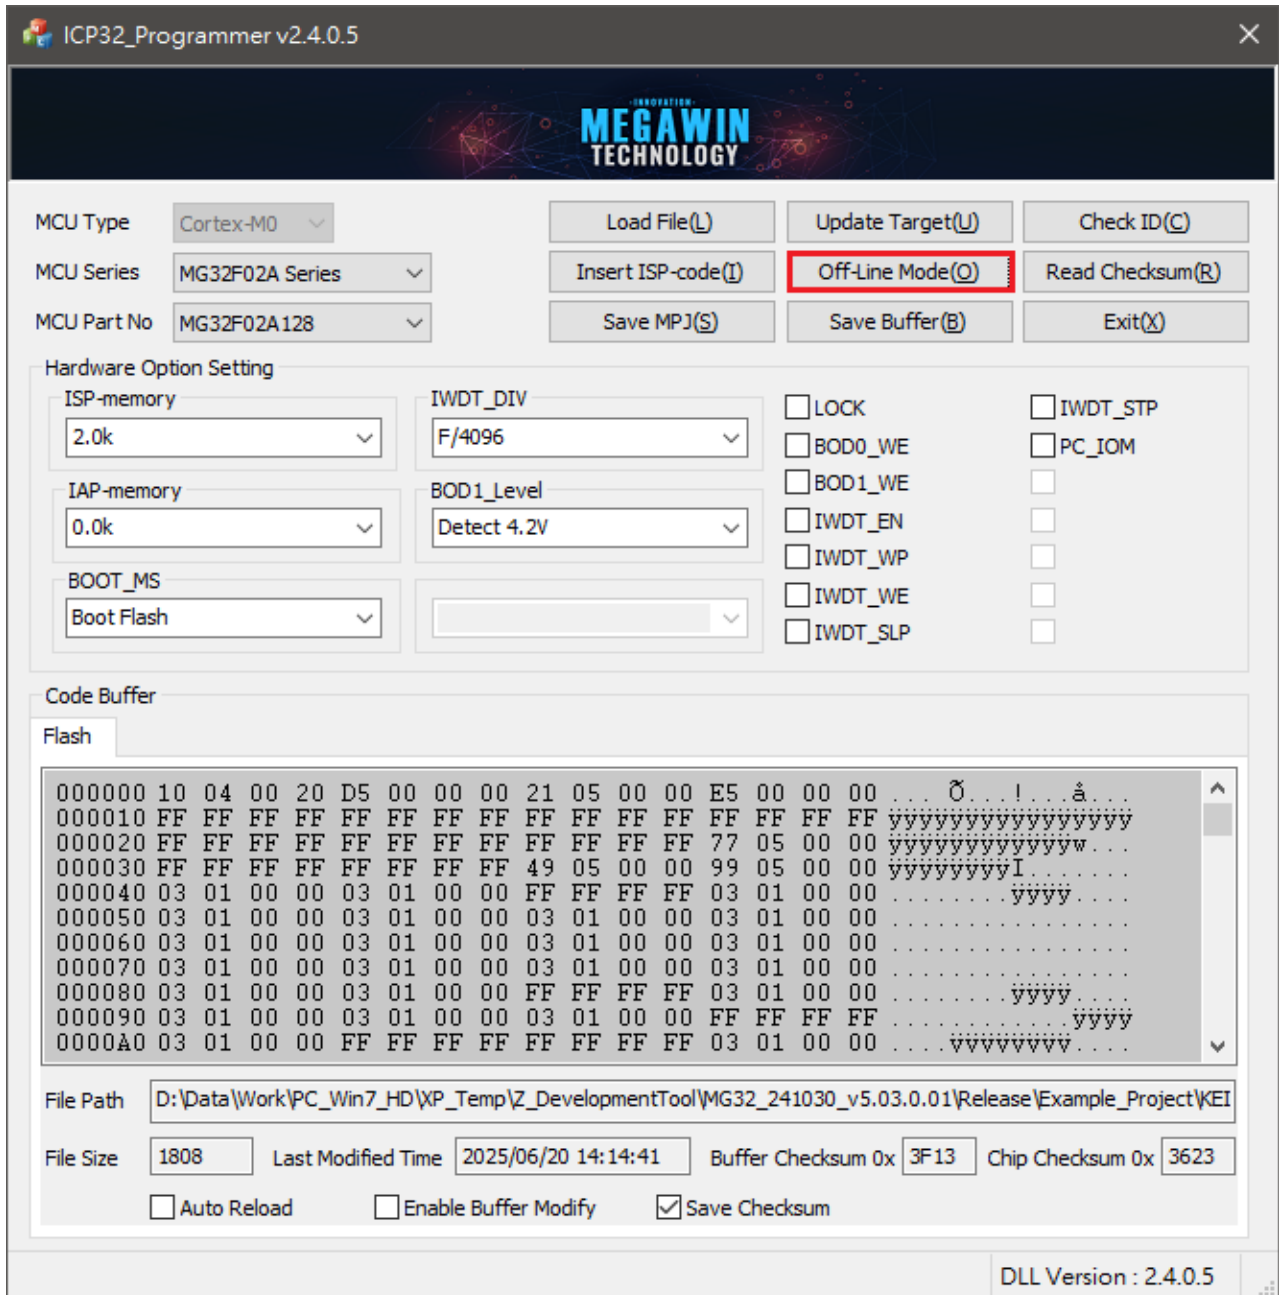 ICP32_Programmer v2.4.0.5
INNOVATION
MEGAWIN
TECHNOLOGY
MCU Type Cortex-M0 Load File(L) Update Target(U) Check ID(C)
MCU Series MG32F02A Series Insert ISP-code(I) Off-Line Mode(O) Read Checksum(R)
MCU Part No MG32F02A128 Save MPJ(S) Save Buffer(B) Exit(X)
Hardware Option Setting
ISP-memory IWDT_DIV
2.0k F/4096
LOCK IWDT_STP
BOD0_WE PC_IOM
IAP-memory BOD1_Level
BOD1_WE
0.0k Detect 4.2V
IWDT_EN
IWDT_WP
BOOT_MS
IWDT_WE
Boot Flash
IWDT_SLP
Code Buffer
Flash
000000 10 04 00 20 D5 00 00 00 21 05 00 00 E5 00 00 00 ... Õ...!...å...
000010 FF FF FF FF FF FF FF FF FF FF FF FF FF FF FF FF ÿÿÿÿÿÿÿÿÿÿÿÿÿÿÿÿ
000020 FF FF FF FF FF FF FF FF FF FF FF FF 77 05 00 00 ÿÿÿÿÿÿÿÿÿÿÿÿw...
000030 FF FF FF FF FF FF FF FF 49 05 00 00 99 05 00 00 ÿÿÿÿÿÿÿÿI.......
000040 03 01 00 00 03 01 00 00 FF FF FF FF 03 01 00 00 ........ÿÿÿÿ....
000050 03 01 00 00 03 01 00 00 03 01 00 00 03 01 00 00 ................
000060 03 01 00 00 03 01 00 00 03 01 00 00 03 01 00 00 ................
000070 03 01 00 00 03 01 00 00 03 01 00 00 03 01 00 00 ................
000080 03 01 00 00 03 01 00 00 FF FF FF FF 03 01 00 00 ........ÿÿÿÿ....
000090 03 01 00 00 03 01 00 00 03 01 00 00 FF FF FF FF ............ÿÿÿÿ
0000A0 03 01 00 00 FF FF FF FF FF FF FF FF 03 01 00 00 ....ÿÿÿÿÿÿÿÿ....
File Path D:\Data\Work\PC_Win7_HD\XP_Temp\Z_DevelopmentTool\MG32_241030_v5.03.0.01\Release\Example_Project\KEI
File Size 1808 Last Modified Time 2025/06/20 14:14:41 Buffer Checksum 0x 3F13 Chip Checksum 0x 3623
Auto Reload Enable Buffer Modify Save Checksum
DLL Version : 2.4.0.5